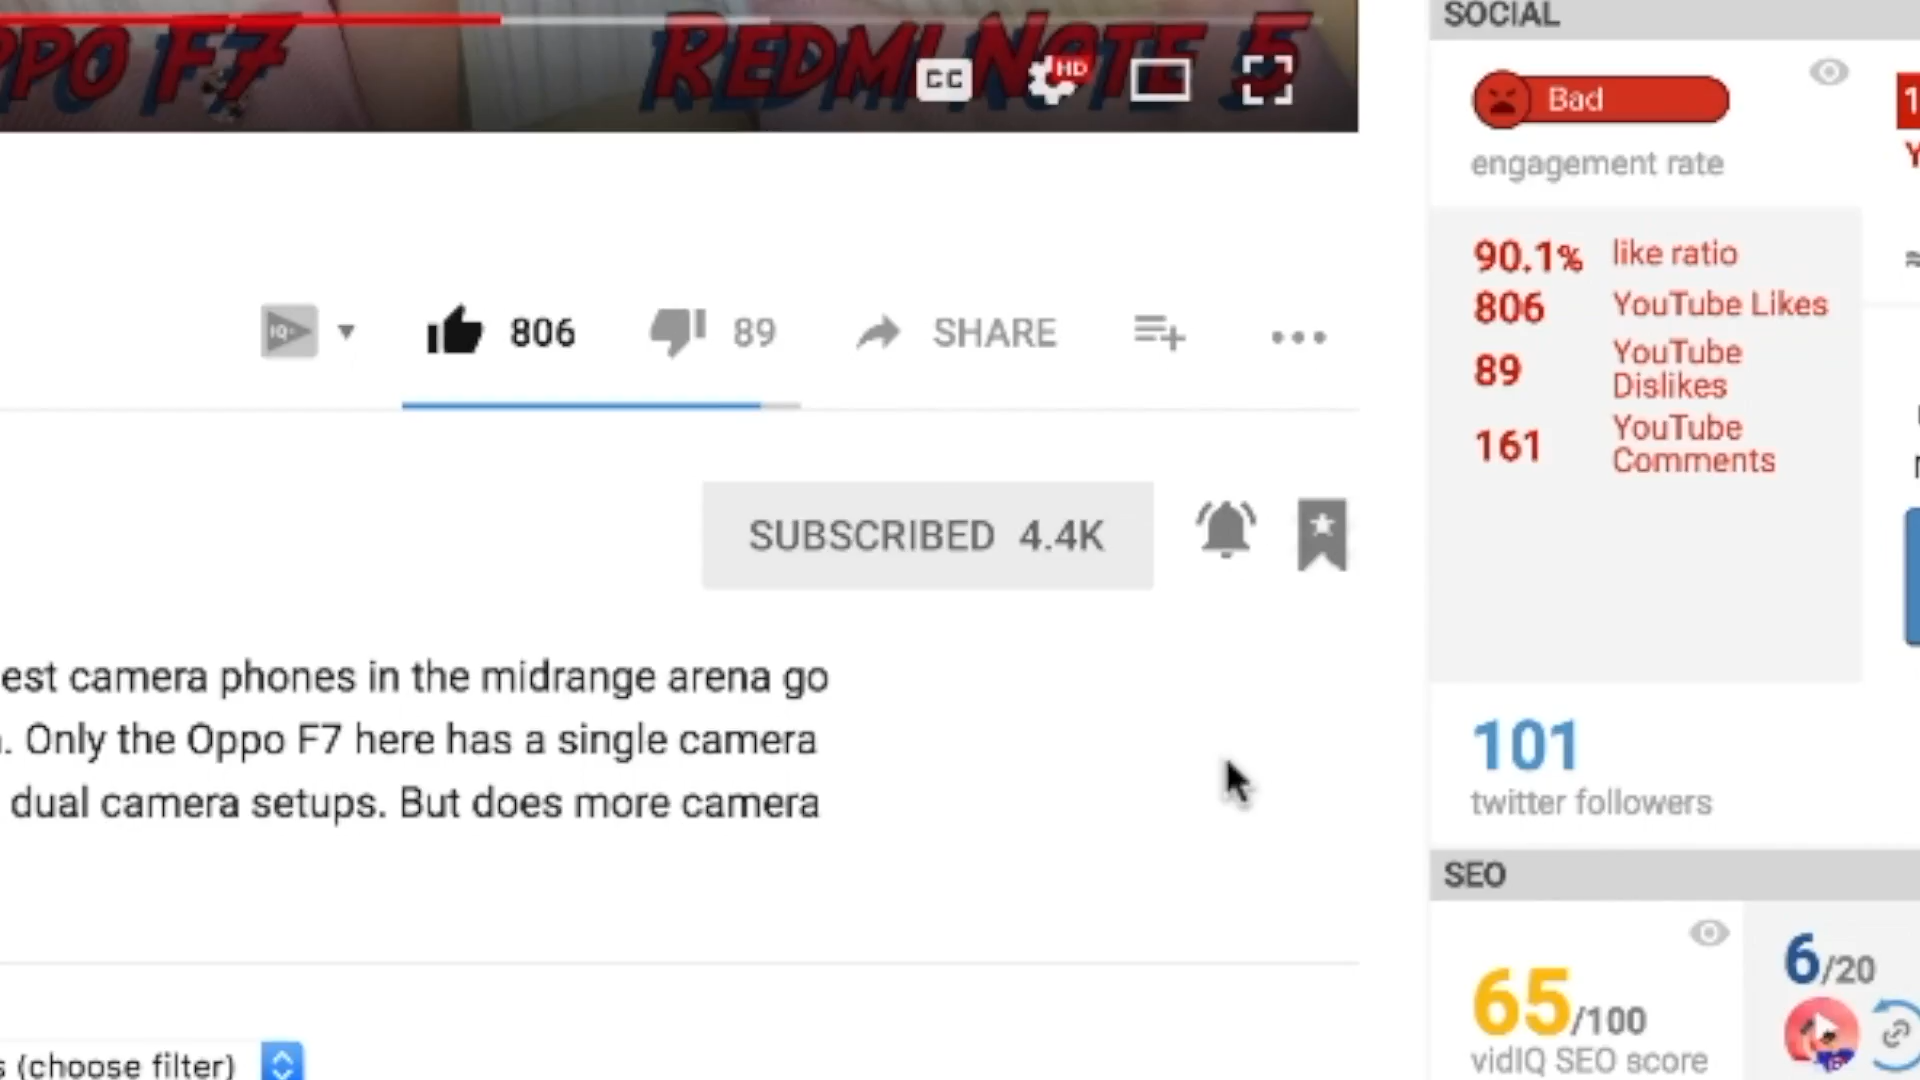 PPO F7
REDMI NOTE 5
CC
HD
IQ
806
89
SHARE
SUBSCRIBED 4.4K
est camera phones in the midrange arena go
. Only the Oppo F7 here has a single camera
dual camera setups. But does more camera
s (choose filter)
SOCIAL
Bad
engagement rate
90.1% like ratio
806 YouTube Likes
89 YouTube
Dislikes
161 YouTube
Comments
101
twitter followers
SEO
65/100
vidIQ SEO score
6/20